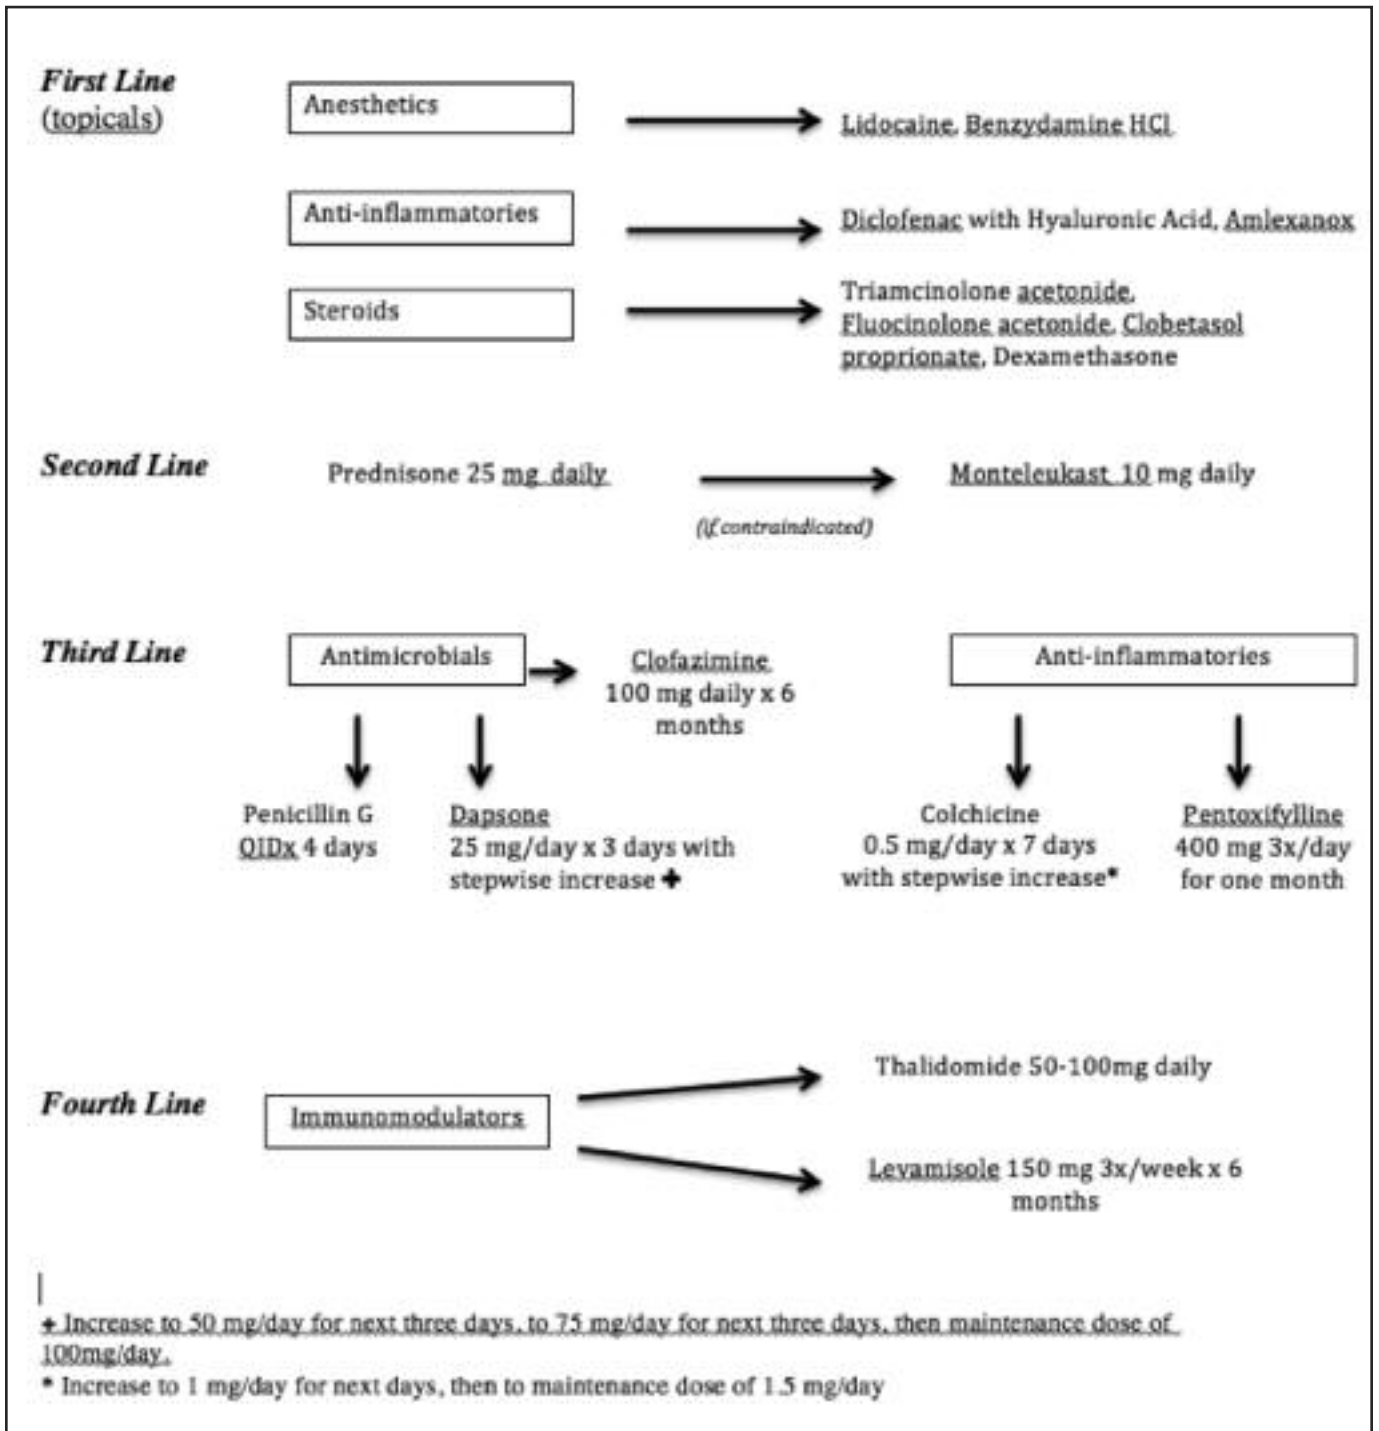 First Line
(topicals)
Anesthetics
Lidocaine, Benzydamine HCl
Anti-inflammatories
Diclofenac with Hyaluronic Acid, Amlexanox
Steroids
Triamcinolone acetonide,
Fluocinolone acetonide, Clobetasol
proprionate, Dexamethasone
Second Line
Prednisone 25 mg daily
(if contraindicated)
Monteleukast 10 mg daily
Third Line
Antimicrobials
Clofazimine
100 mg daily x 6
months
Anti-inflammatories
Penicillin G
QIDx 4 days
Dapsone
25 mg/day x 3 days with
stepwise increase +
Colchicine
0.5 mg/day x 7 days
with stepwise increase*
Pentoxifylline
400 mg 3x/day
for one month
Fourth Line
Immunomodulators
Thalidomide 50-100mg daily
Levamisole 150 mg 3x/week x 6
months
+ Increase to 50 mg/day for next three days, to 75 mg/day for next three days, then maintenance dose of
100mg/day.
* Increase to 1 mg/day for next days, then to maintenance dose of 1.5 mg/day